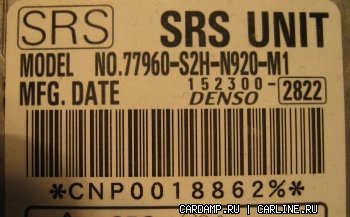 SRS SRS UNIT
MODEL NO.77960-S2H-N920-M1
MFG. DATE 152300-2822
DENSO
*CNP0018862%*
CARDAMP.RU | CARLINE.RU